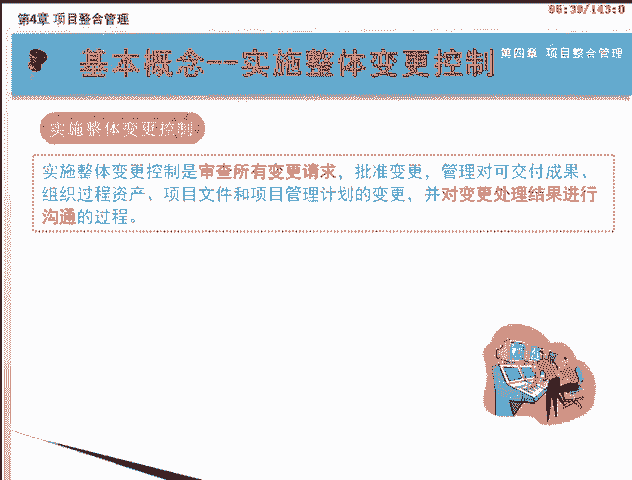 第4章 项目整合管理
基本概念--实施整体变更控制
第四章 项目整合管理
实施整体变更控制
实施整体变更控制是审查所有变更请求，批准变更，管理对可交付成果、
组织过程资产、项目文件和项目管理计划的变更，并对变更处理结果进行
沟通的过程。